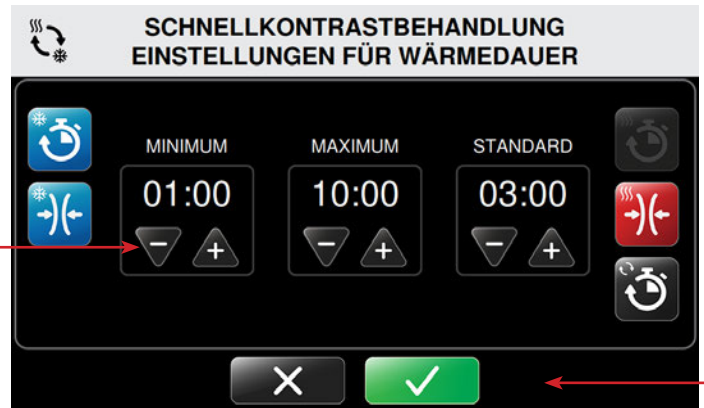 SCHNELLKONTRASTBEHANDLUNG
EINSTELLUNGEN FÜR WÄRMEDAUER
MINIMUM MAXIMUM STANDARD
01:00 10:00 03:00
- + - + - +